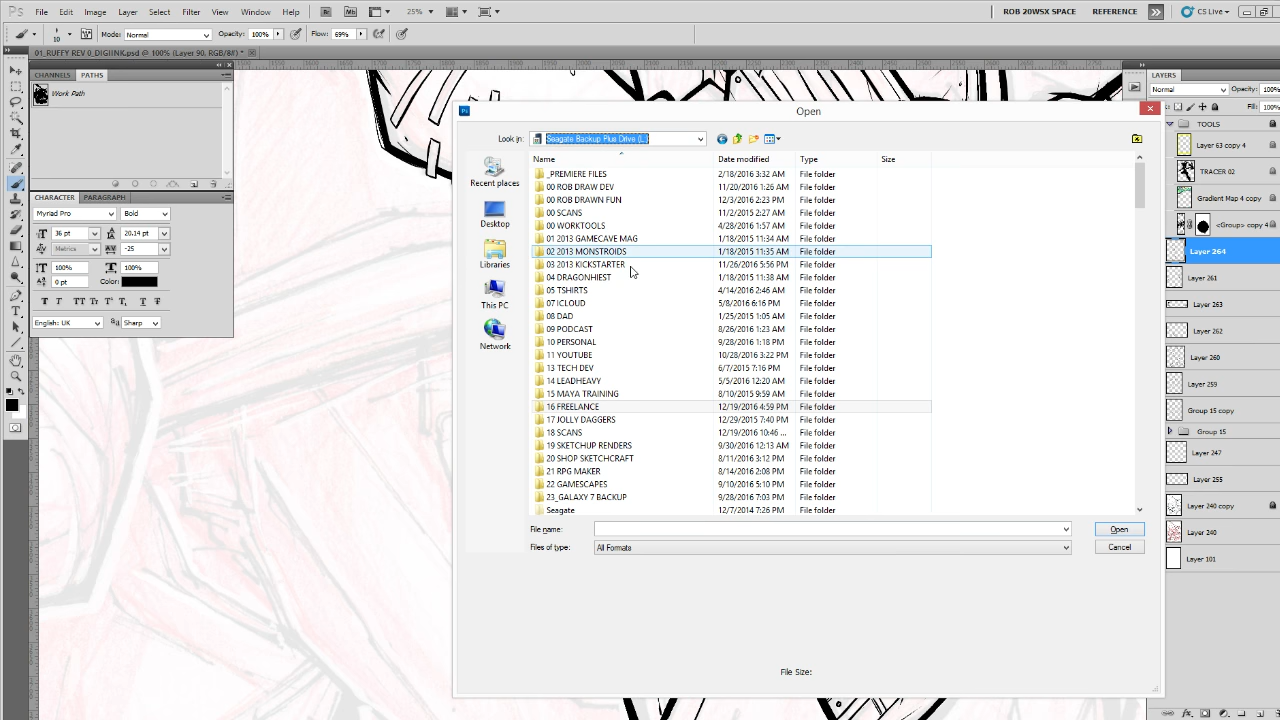 Ps File Edit Image Layer Select Filter View Window Help Br Mb 25% ROB 20WSX SPACE REFERENCE CS Live
10 Mode: Normal Opacity: 100% Flow: 69%
01_RUFFY REV 0_DIGIINK.psd @ 100% (Layer 90, RGB/8#) *
CHANNELS PATHS
Work Path
CHARACTER PARAGRAPH
Myriad Pro Bold
36 pt 20.14 pt
Metrics -25
100% 100%
0 pt Color:
English: UK Sharp
Open
Look in: Seagate Backup Plus Drive (L:)
Recent places
Desktop
Libraries
This PC
Network
Name Date modified Type Size
_PREMIERE FILES 2/18/2016 3:32 AM File folder
00 ROB DRAW DEV 11/20/2016 1:26 AM File folder
00 ROB DRAWN FUN 12/3/2016 2:23 PM File folder
00 SCANS 11/2/2015 2:27 AM File folder
00 WORKTOOLS 4/28/2016 1:57 AM File folder
01 2013 GAMECAVE MAG 1/18/2015 11:34 AM File folder
02 2013 MONSTROIDS 1/18/2015 11:35 AM File folder
03 2013 KICKSTARTER 11/26/2016 5:56 PM File folder
04 DRAGONHIEST 1/18/2015 11:38 AM File folder
05 TSHIRTS 4/14/2016 2:46 AM File folder
07 ICLOUD 5/8/2016 6:16 PM File folder
08 DAD 1/25/2015 1:05 AM File folder
09 PODCAST 8/26/2016 1:23 AM File folder
10 PERSONAL 9/28/2016 1:18 PM File folder
11 YOUTUBE 10/28/2016 3:22 PM File folder
13 TECH DEV 6/7/2015 7:16 PM File folder
14 LEADHEAVY 5/5/2016 12:20 AM File folder
15 MAYA TRAINING 8/10/2015 9:59 AM File folder
16 FREELANCE 12/19/2016 4:59 PM File folder
17 JOLLY DAGGERS 12/29/2015 7:40 PM File folder
18 SCANS 12/19/2016 10:46 ... File folder
19 SKETCHUP RENDERS 9/30/2016 12:13 AM File folder
20 SHOP SKETCHCRAFT 8/11/2016 3:12 PM File folder
21 RPG MAKER 8/14/2016 2:08 PM File folder
22 GAMESCAPES 9/10/2016 5:10 PM File folder
23_GALAXY 7 BACKUP 9/28/2016 7:03 PM File folder
Seagate 12/7/2014 7:26 PM File folder
File name: Open
Files of type: All Formats Cancel
File Size:
LAYERS
Normal Opacity: 100%
Fill: 100
TOOLS
Layer 63 copy 4
TRACER 02
Gradient Map 4 copy
<Group> copy 4
Layer 264
Layer 261
Layer 263
Layer 262
Layer 260
Layer 259
Group 15 copy
Group 15
Layer 247
Layer 255
Layer 240 copy
Layer 240
Layer 101